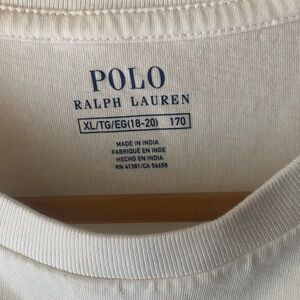 POLO
RALPH LAUREN
XL/TG/EG(18-20) 170
MADE IN INDIA
FABRIQUÉ EN INDE
HECHO EN INDIA
RN 41381/CA 56658